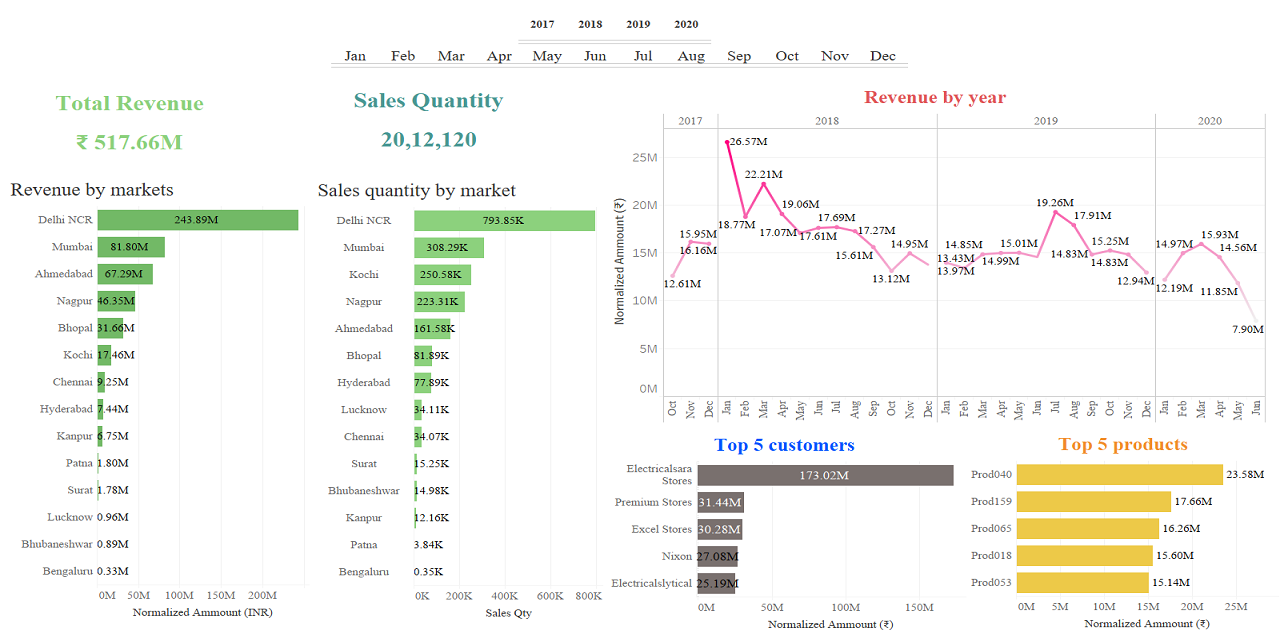 2017 2018 2019 2020
Jan Feb Mar Apr May Jun Jul Aug Sep Oct Nov Dec
Total Revenue
₹ 517.66M
Sales Quantity
20,12,120
Revenue by markets
Delhi NCR 243.89M
Mumbai 81.80M
Ahmedabad 67.29M
Nagpur 46.35M
Bhopal 31.66M
Kochi 17.46M
Chennai 9.25M
Hyderabad 7.44M
Kanpur 6.75M
Patna 1.80M
Surat 1.78M
Lucknow 0.96M
Bhubaneshwar 0.89M
Bengaluru 0.33M
0M 50M 100M 150M 200M
Normalized Ammount (INR)
Sales quantity by market
Delhi NCR 793.85K
Mumbai 308.29K
Kochi 250.58K
Nagpur 223.31K
Ahmedabad 161.58K
Bhopal 81.89K
Hyderabad 77.89K
Lucknow 34.11K
Chennai 34.07K
Surat 15.25K
Bhubaneshwar 14.98K
Kanpur 12.16K
Patna 3.84K
Bengaluru 0.35K
0K 200K 400K 600K 800K
Sales Qty
Revenue by year
2017 2018 2019 2020
Normalized Ammount (₹)
25M
20M
15M
10M
5M
0M
12.61M
15.95M
16.16M
26.57M
18.77M
22.21M
19.06M
17.07M
17.61M
17.69M
17.27M
15.61M
13.12M
14.95M
13.43M
13.97M
14.85M
14.99M
15.01M
19.26M
17.91M
14.83M
15.25M
14.83M
12.94M
12.19M
14.97M
15.93M
14.56M
11.85M
7.90M
Oct Nov Dec Jan Feb Mar Apr May Jun Jul Aug Sep Oct Nov Dec Jan Feb Mar Apr May Jun Jul Aug Sep Oct Nov Dec Jan Feb Mar Apr May Jun
Top 5 customers
Electricalsara
Stores 173.02M
Premium Stores 31.44M
Excel Stores 30.28M
Nixon 27.08M
Electricalslytical 25.19M
0M 50M 100M 150M
Normalized Ammount (₹)
Top 5 products
Prod040 23.58M
Prod159 17.66M
Prod065 16.26M
Prod018 15.60M
Prod053 15.14M
0M 5M 10M 15M 20M 25M
Normalized Ammount (₹)